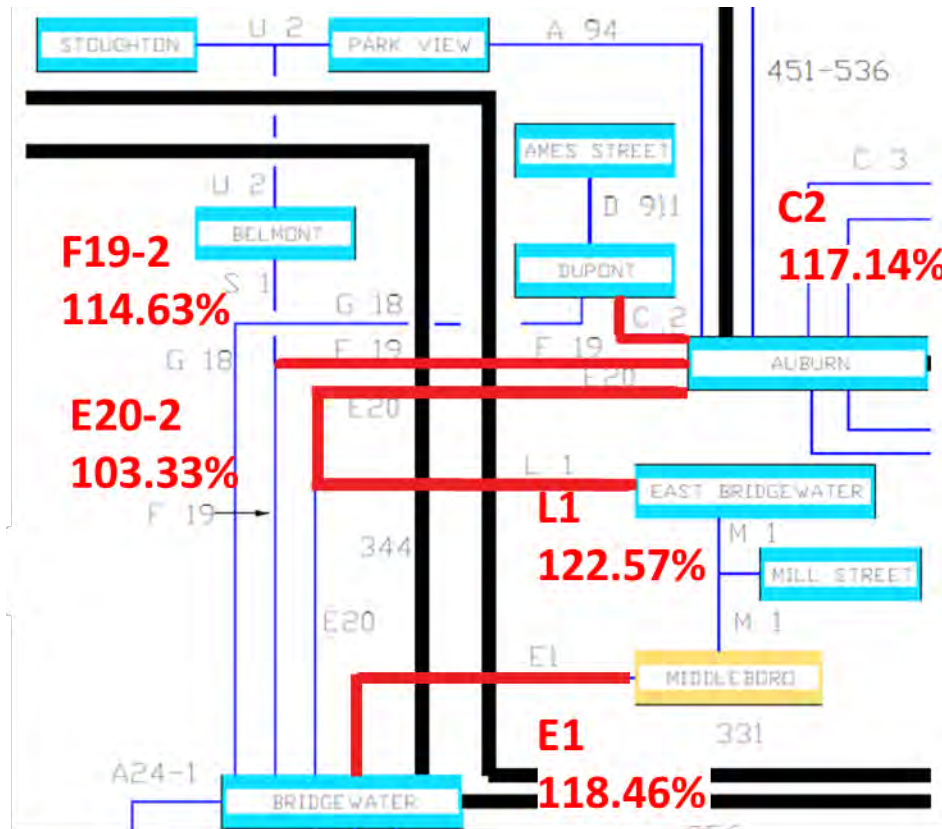 STOUGHTON
U 2
PARK VIEW
A 94
451-536
AMES STREET
C 3
U 2
D 911
C2
117.14%
BELMONT
F19-2
114.63%
DUPONT
S 1
G 18
C 2
G 18
F 19
F 19
AUBURN
E20
E20
E20-2
103.33%
L 1
EAST BRIDGEWATER
L1
122.57%
F 19
M 1
344
MILL STREET
E20
M 1
E1
MIDDLEBORO
E1
118.46%
331
A24-1
BRIDGEWATER